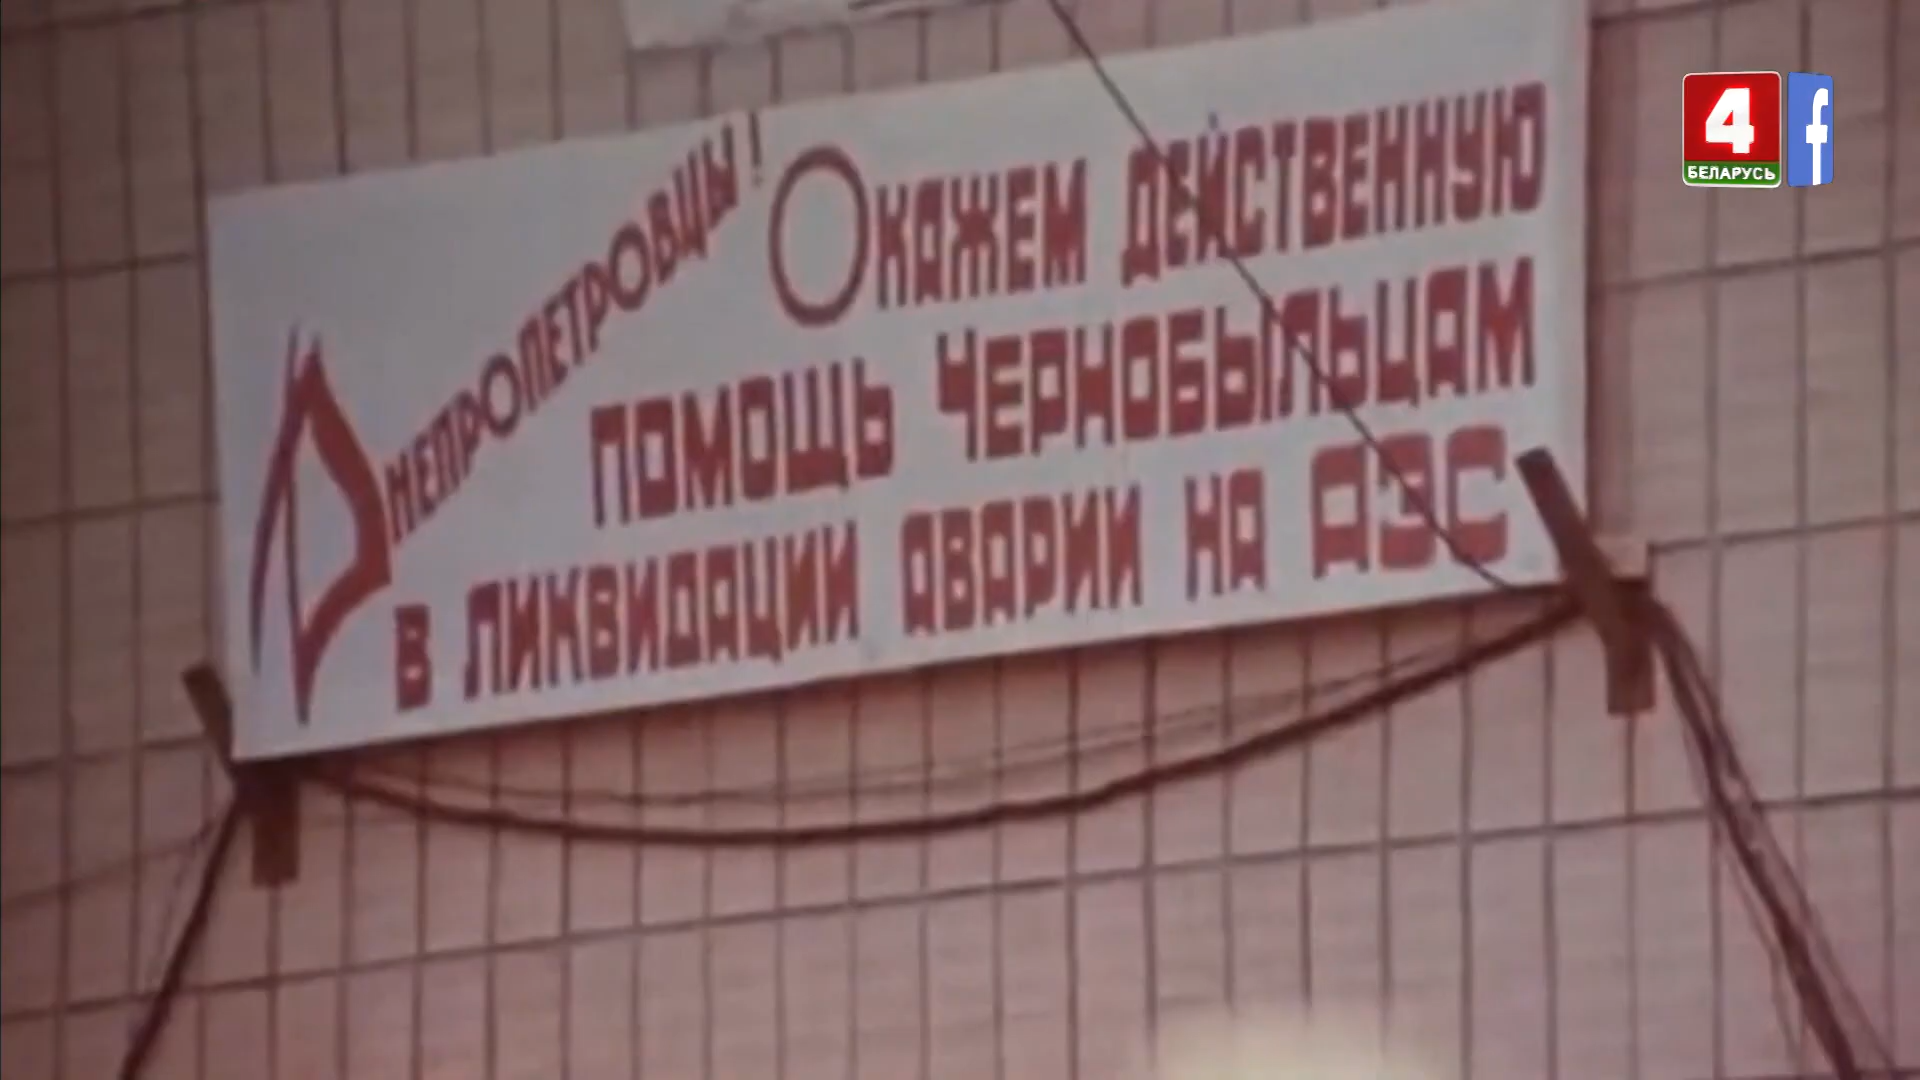 Днепропетровцы! Окажем действенную
помощь чернобыльцам
в ликвидации аварии на АЭС
4
БЕЛАРУСЬ
f